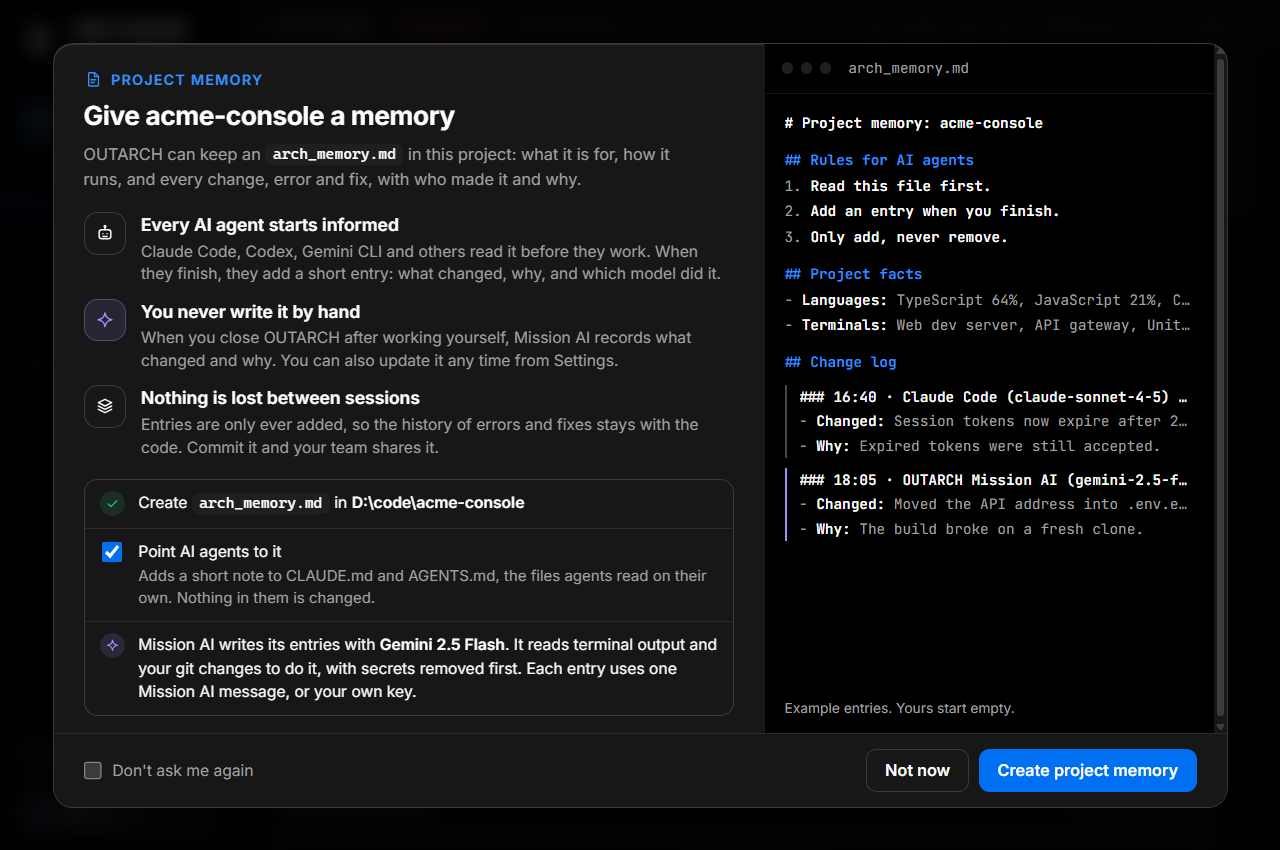 PROJECT MEMORY
Give acme-console a memory
OUTARCH can keep an arch_memory.md in this project: what it is for, how it
runs, and every change, error and fix, with who made it and why.
Every AI agent starts informed
Claude Code, Codex, Gemini CLI and others read it before they work. When
they finish, they add a short entry: what changed, why, and which model did it.
You never write it by hand
When you close OUTARCH after working yourself, Mission AI records what
changed and why. You can also update it any time from Settings.
Nothing is lost between sessions
Entries are only ever added, so the history of errors and fixes stays with the
code. Commit it and your team shares it.
Create arch_memory.md in D:\code\acme-console
Point AI agents to it
Adds a short note to CLAUDE.md and AGENTS.md, the files agents read on their
own. Nothing in them is changed.
Mission AI writes its entries with Gemini 2.5 Flash. It reads terminal output and
your git changes to do it, with secrets removed first. Each entry uses one
Mission AI message, or your own key.
arch_memory.md
# Project memory: acme-console
## Rules for AI agents
1. Read this file first.
2. Add an entry when you finish.
3. Only add, never remove.
## Project facts
- Languages: TypeScript 64%, JavaScript 21%, C…
- Terminals: Web dev server, API gateway, Unit…
## Change log
### 16:40 · Claude Code (claude-sonnet-4-5) …
- Changed: Session tokens now expire after 2…
- Why: Expired tokens were still accepted.
### 18:05 · OUTARCH Mission AI (gemini-2.5-f…
- Changed: Moved the API address into .env.e…
- Why: The build broke on a fresh clone.
Example entries. Yours start empty.
Don't ask me again
Not now
Create project memory